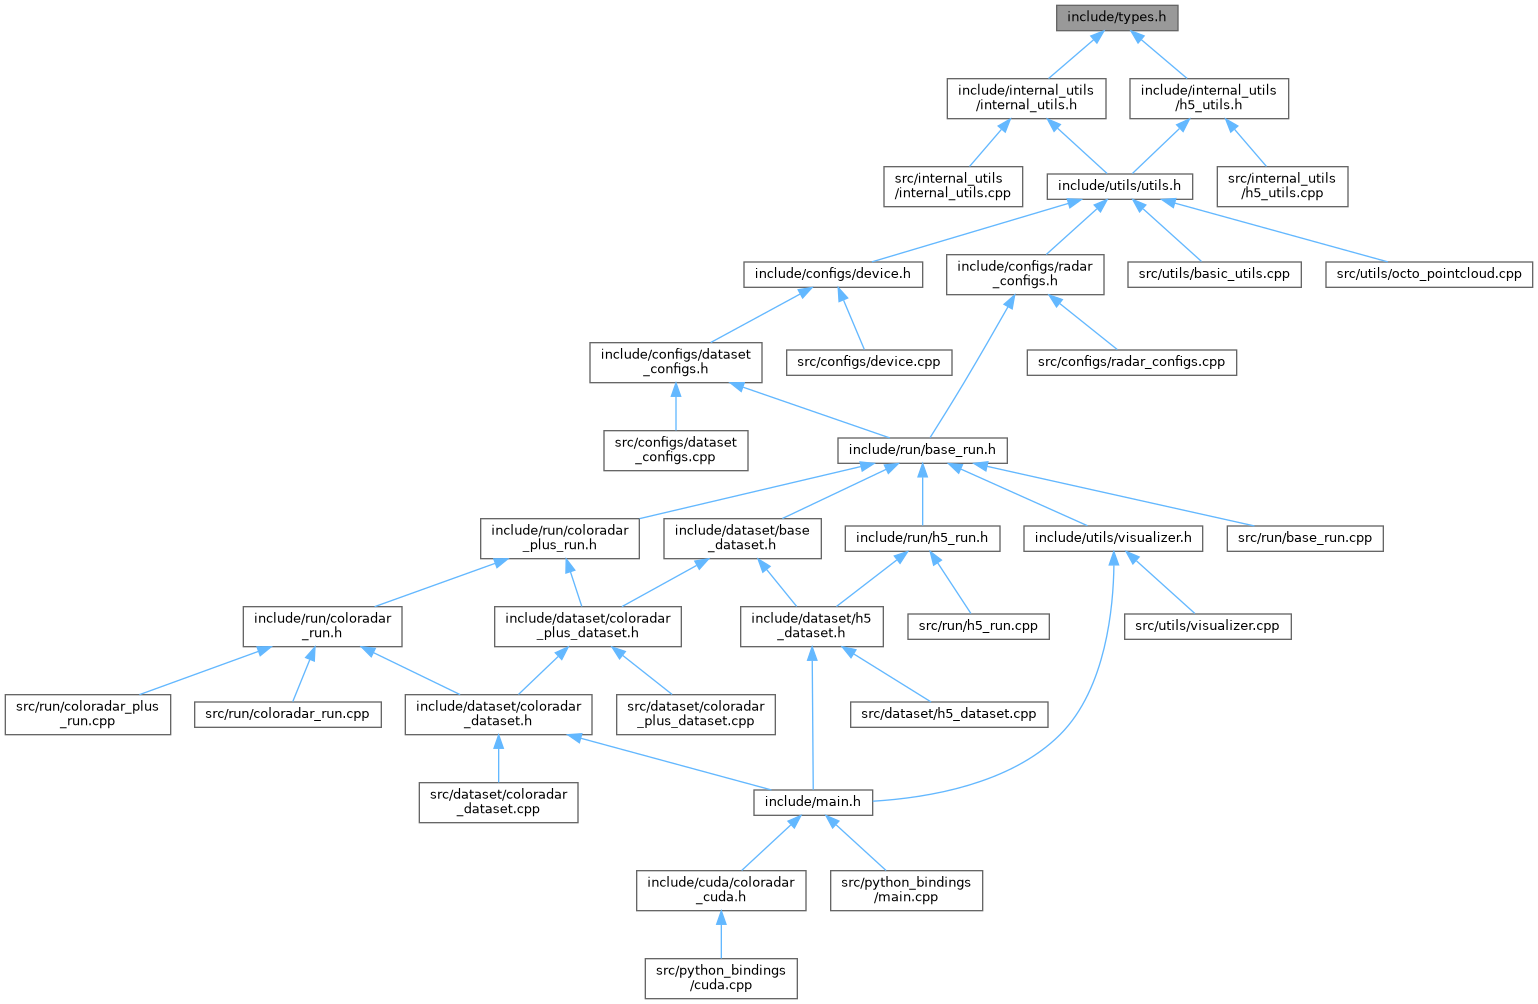 include/types.h
include/internal_utils
/internal_utils.h
include/internal_utils
/h5_utils.h
src/internal_utils
/internal_utils.cpp
include/utils/utils.h
src/internal_utils
/h5_utils.cpp
include/configs/device.h
include/configs/radar
_configs.h
src/utils/basic_utils.cpp
src/utils/octo_pointcloud.cpp
include/configs/dataset
_configs.h
src/configs/device.cpp
src/configs/radar_configs.cpp
src/configs/dataset
_configs.cpp
include/run/base_run.h
include/run/coloradar
_plus_run.h
include/dataset/base
_dataset.h
include/run/h5_run.h
include/utils/visualizer.h
src/run/base_run.cpp
include/run/coloradar
_run.h
include/dataset/coloradar
_plus_dataset.h
include/dataset/h5
_dataset.h
src/run/h5_run.cpp
src/utils/visualizer.cpp
src/run/coloradar_plus
_run.cpp
src/run/coloradar_run.cpp
include/dataset/coloradar
_dataset.h
src/dataset/coloradar
_plus_dataset.cpp
src/dataset/h5_dataset.cpp
src/dataset/coloradar
_dataset.cpp
include/main.h
include/cuda/coloradar
_cuda.h
src/python_bindings
/main.cpp
src/python_bindings
/cuda.cpp